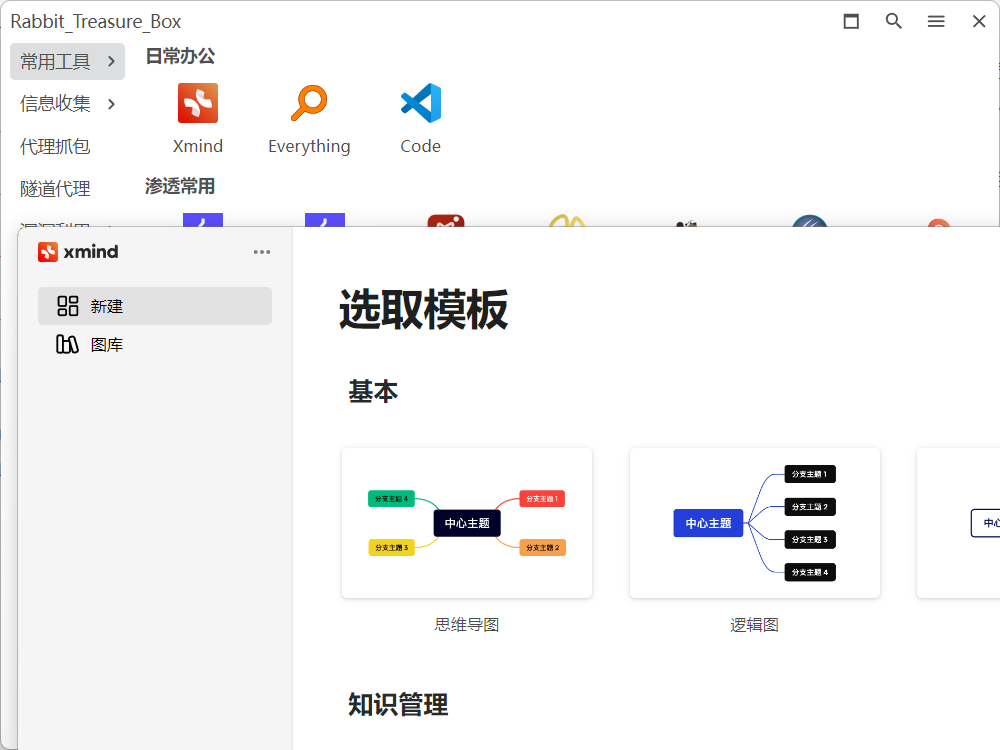 Rabbit_Treasure_Box
常用工具
日常办公
信息收集
Xmind
Everything
Code
代理抓包
隧道代理
渗透常用
xmind
新建
图库
选取模板
基本
分支主题 4
分支主题 1
中心主题
分支主题 3
分支主题 2
思维导图
分支主题 1
分支主题 2
中心主题
分支主题 3
分支主题 4
逻辑图
中心
知识管理